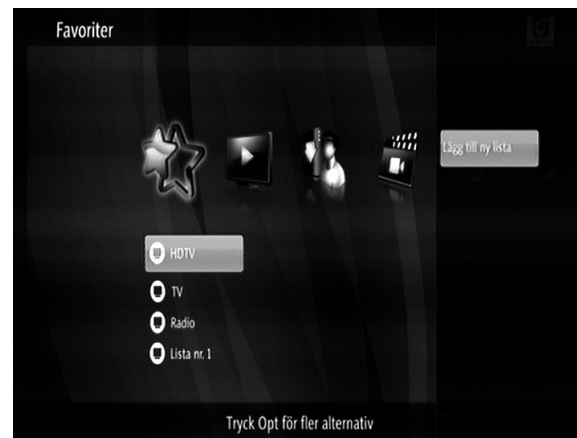 Favoriter
Lägg till ny lista
HDTV
TV
Radio
Lista nr. 1
Tryck Opt för fler alternativ